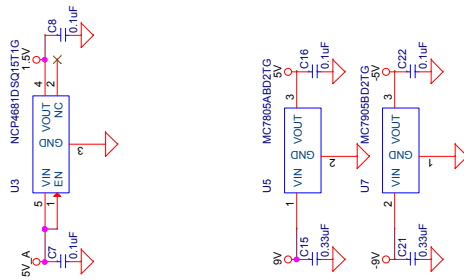 NCP4681DSQ15T1G
1.5V
C8
0.1uF
4
2
VOUT
NC
GND
3
VIN
EN
U3
5
1
5V_A
C7
0.1uF
MC7805ABD2TG
5V
C16
0.1uF
3
VOUT
GND
2
VIN
U5
1
9V
C15
0.33uF
MC7905BD2TG
-5V
C22
0.1uF
3
VOUT
GND
1
VIN
U7
2
-9V
C21
0.33uF